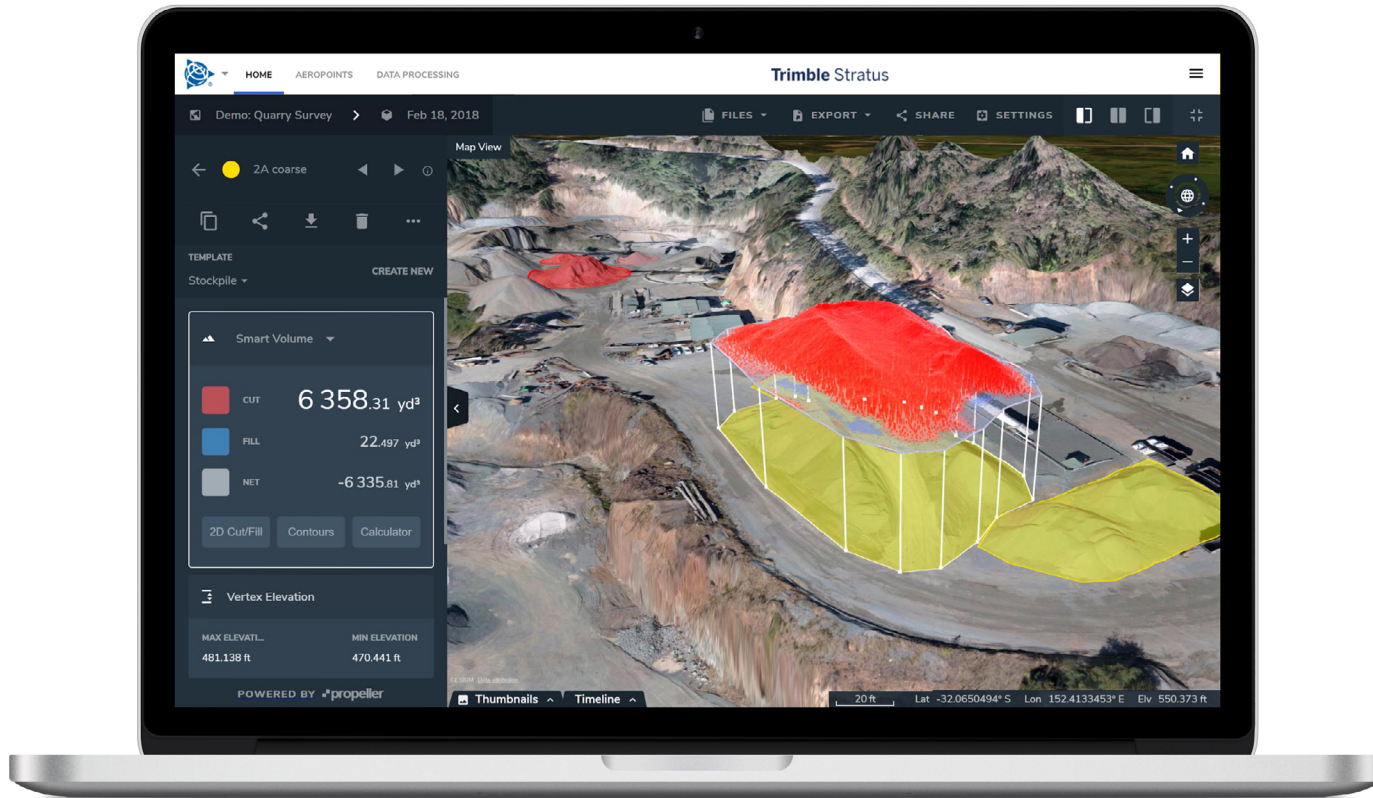 HOME AEROPOINTS DATA PROCESSING
Trimble Stratus
Demo: Quarry Survey Feb 18, 2018
FILES EXPORT SHARE SETTINGS
Map View
2A coarse
TEMPLATE
Stockpile
CREATE NEW
Smart Volume
CUT 6 358.31 yd³
FILL 22.497 yd³
NET -6 335.81 yd³
2D Cut/Fill Contours Calculator
Vertex Elevation
MAX ELEVATI... MIN ELEVATION
481.138 ft 470.441 ft
POWERED BY propeller
CESIUM Data attribution
Thumbnails Timeline
20 ft Lat -32.0650494° S Lon 152.4133453° E Elv 550.373 ft